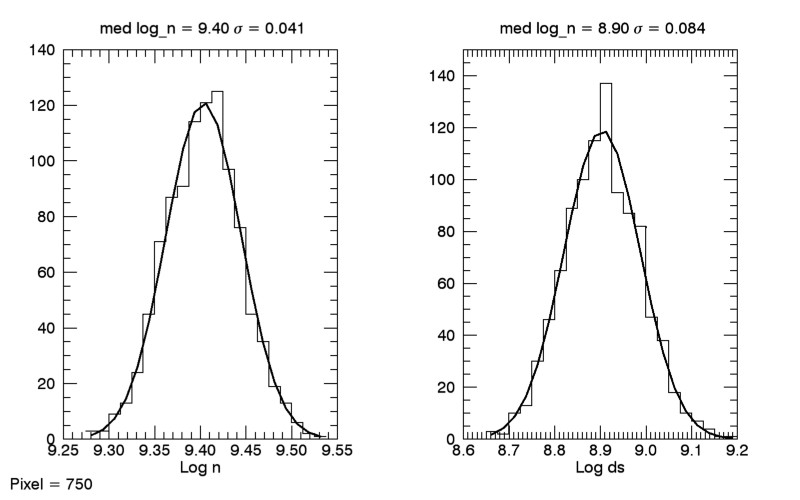 med log_n = 9.40 σ = 0.041
140
120
100
80
60
40
20
0
9.25 9.30 9.35 9.40 9.45 9.50 9.55
Log n
med log_n = 8.90 σ = 0.084
140
120
100
80
60
40
20
0
8.6 8.7 8.8 8.9 9.0 9.1 9.2
Log ds
Pixel = 750